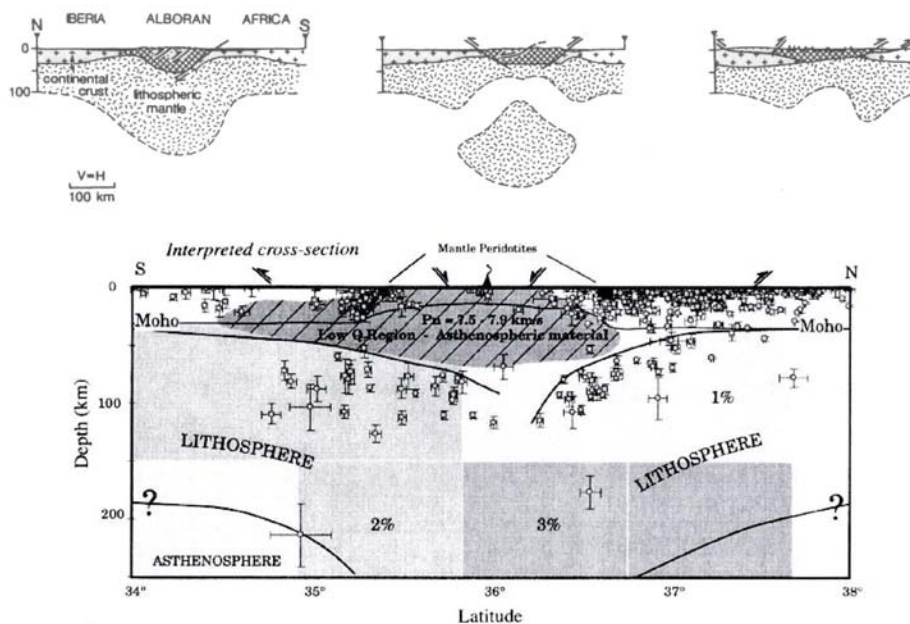 N IBERIA ALBORAN AFRICA S
0
continental
crust
lithospheric
mantle
100
V=H
100 km
Interpreted cross-section
Mantle Peridotites
S
N
0
Moho
Moho
Pn = 7.5 - 7.9 km/s
Low Q Region - Asthenospheric material
100
1%
Depth (km)
LITHOSPHERE
LITHOSPHERE
?
?
200
2%
3%
ASTHENOSPHERE
34° 35° 36° 37° 38°
Latitude